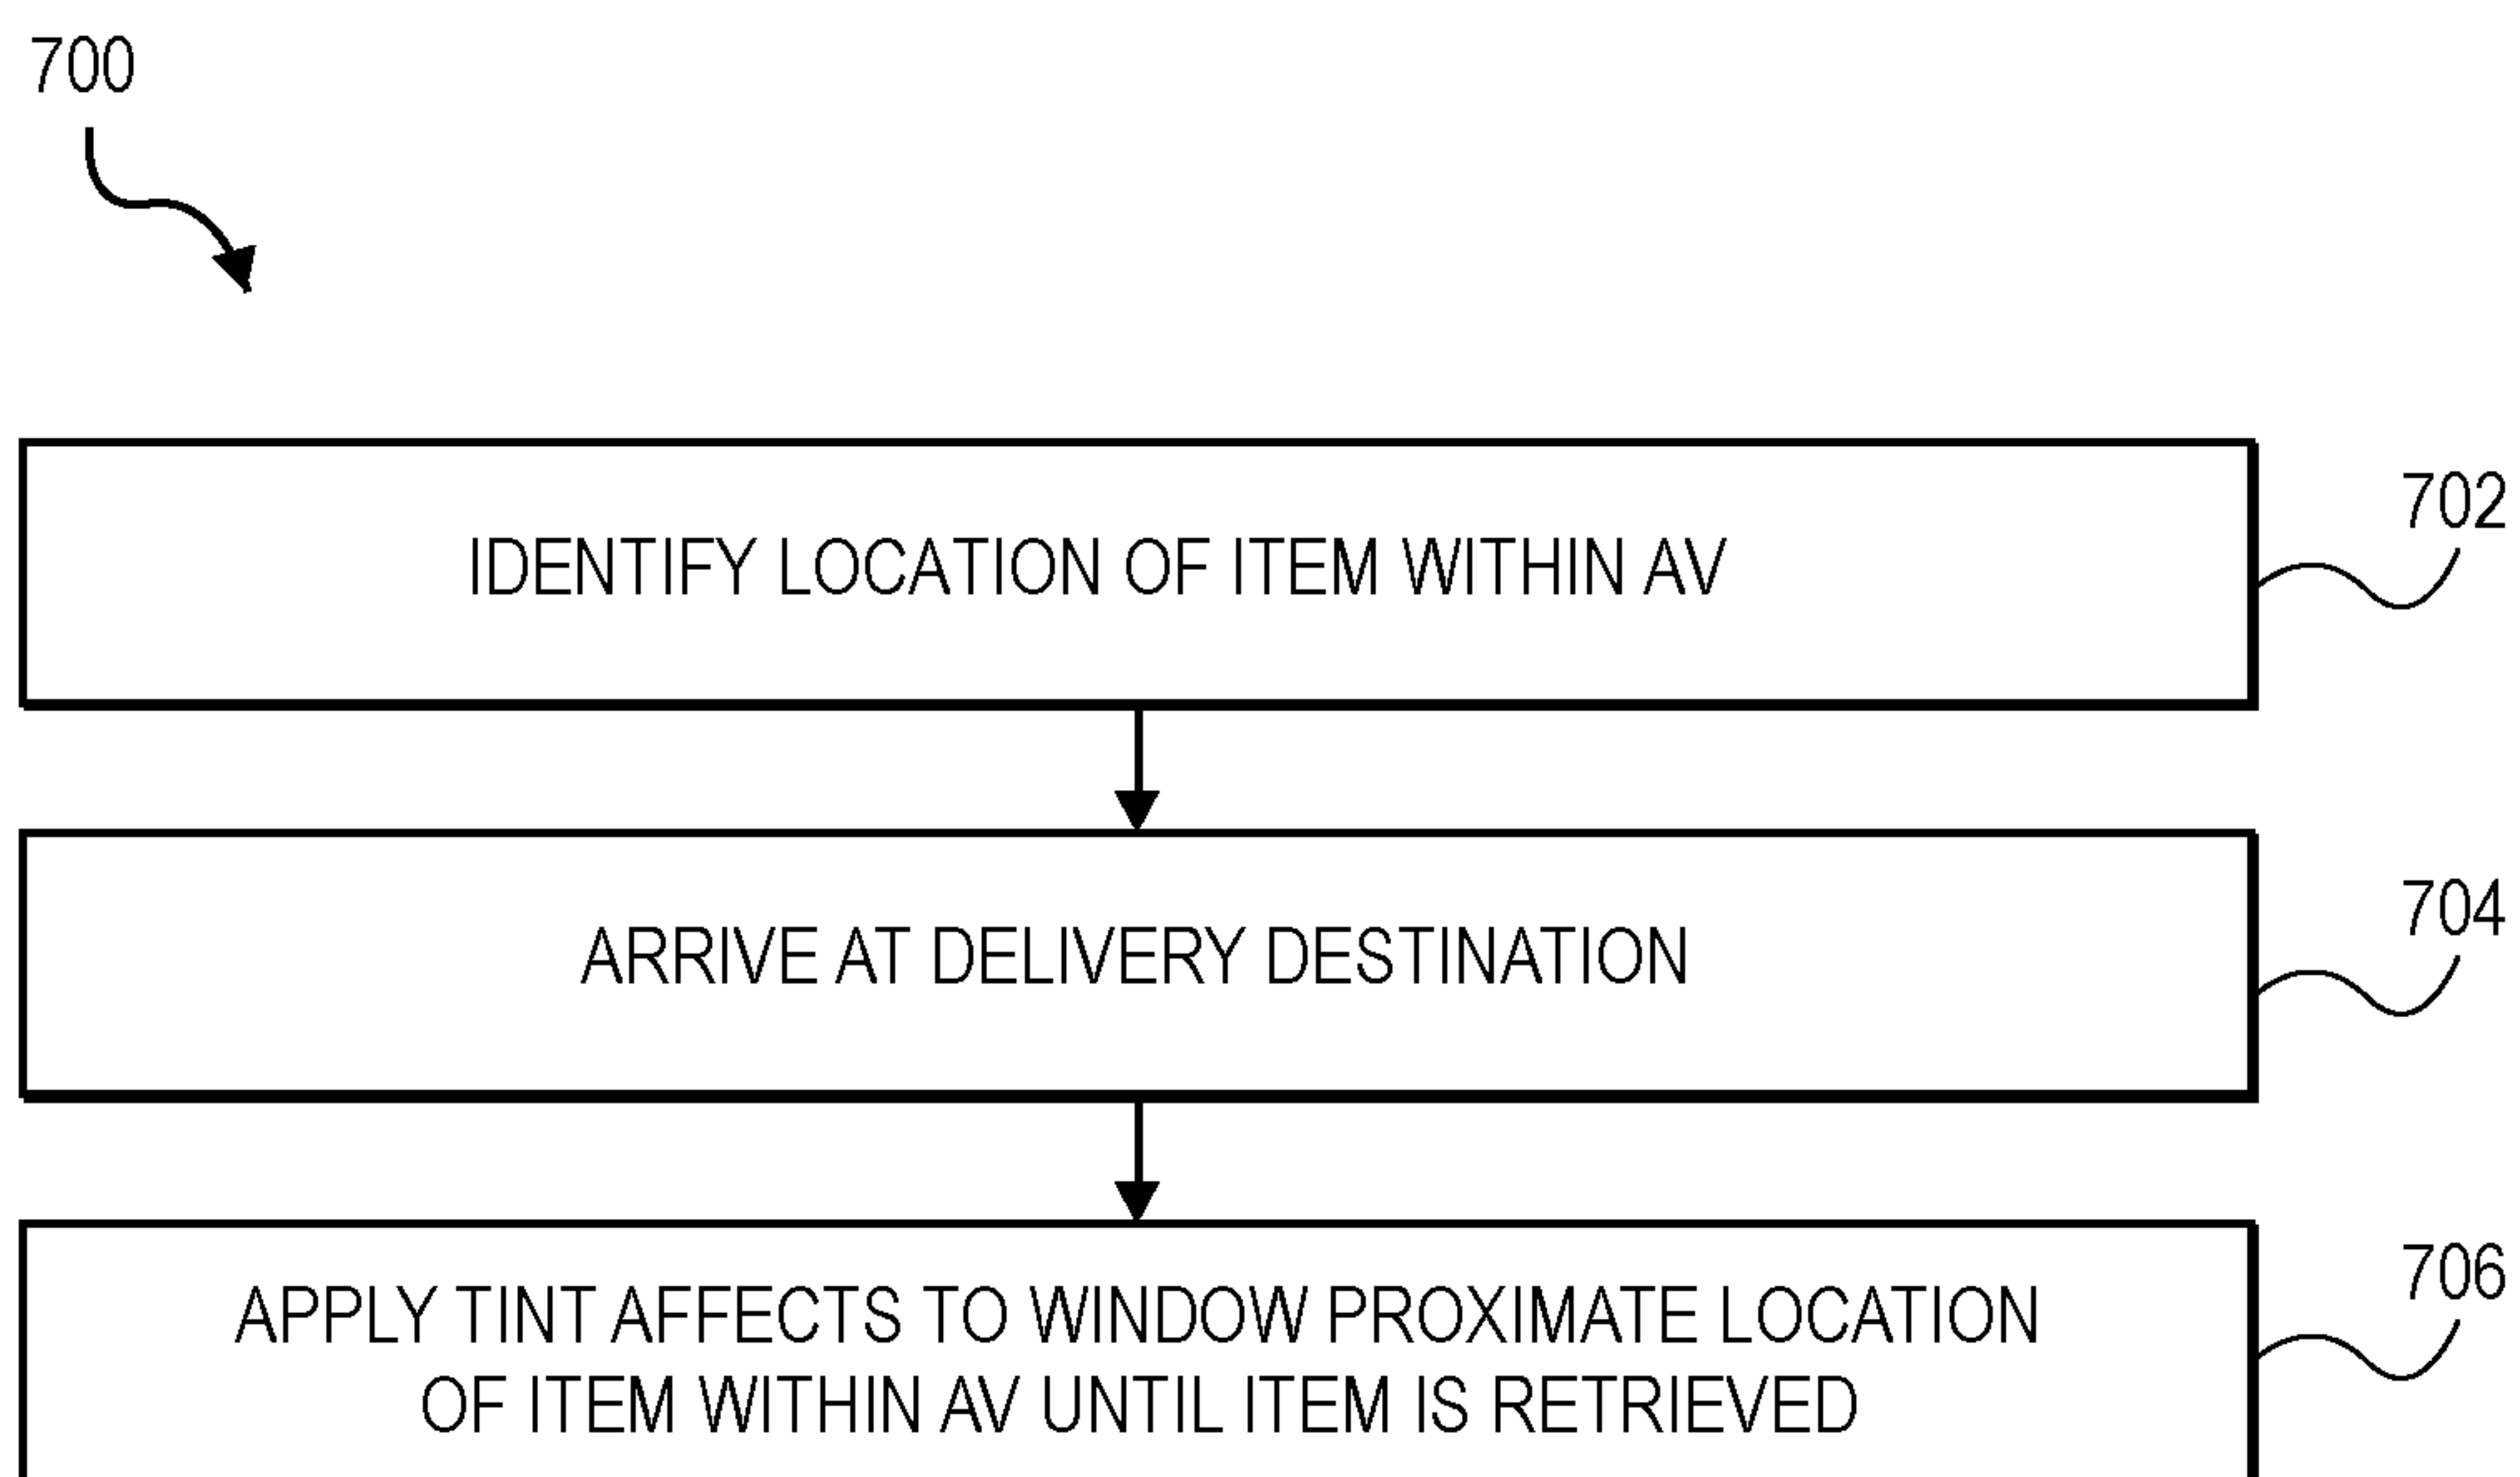 700
IDENTIFY LOCATION OF ITEM WITHIN AV
702
ARRIVE AT DELIVERY DESTINATION
704
APPLY TINT AFFECTS TO WINDOW PROXIMATE LOCATION
OF ITEM WITHIN AV UNTIL ITEM IS RETRIEVED
706